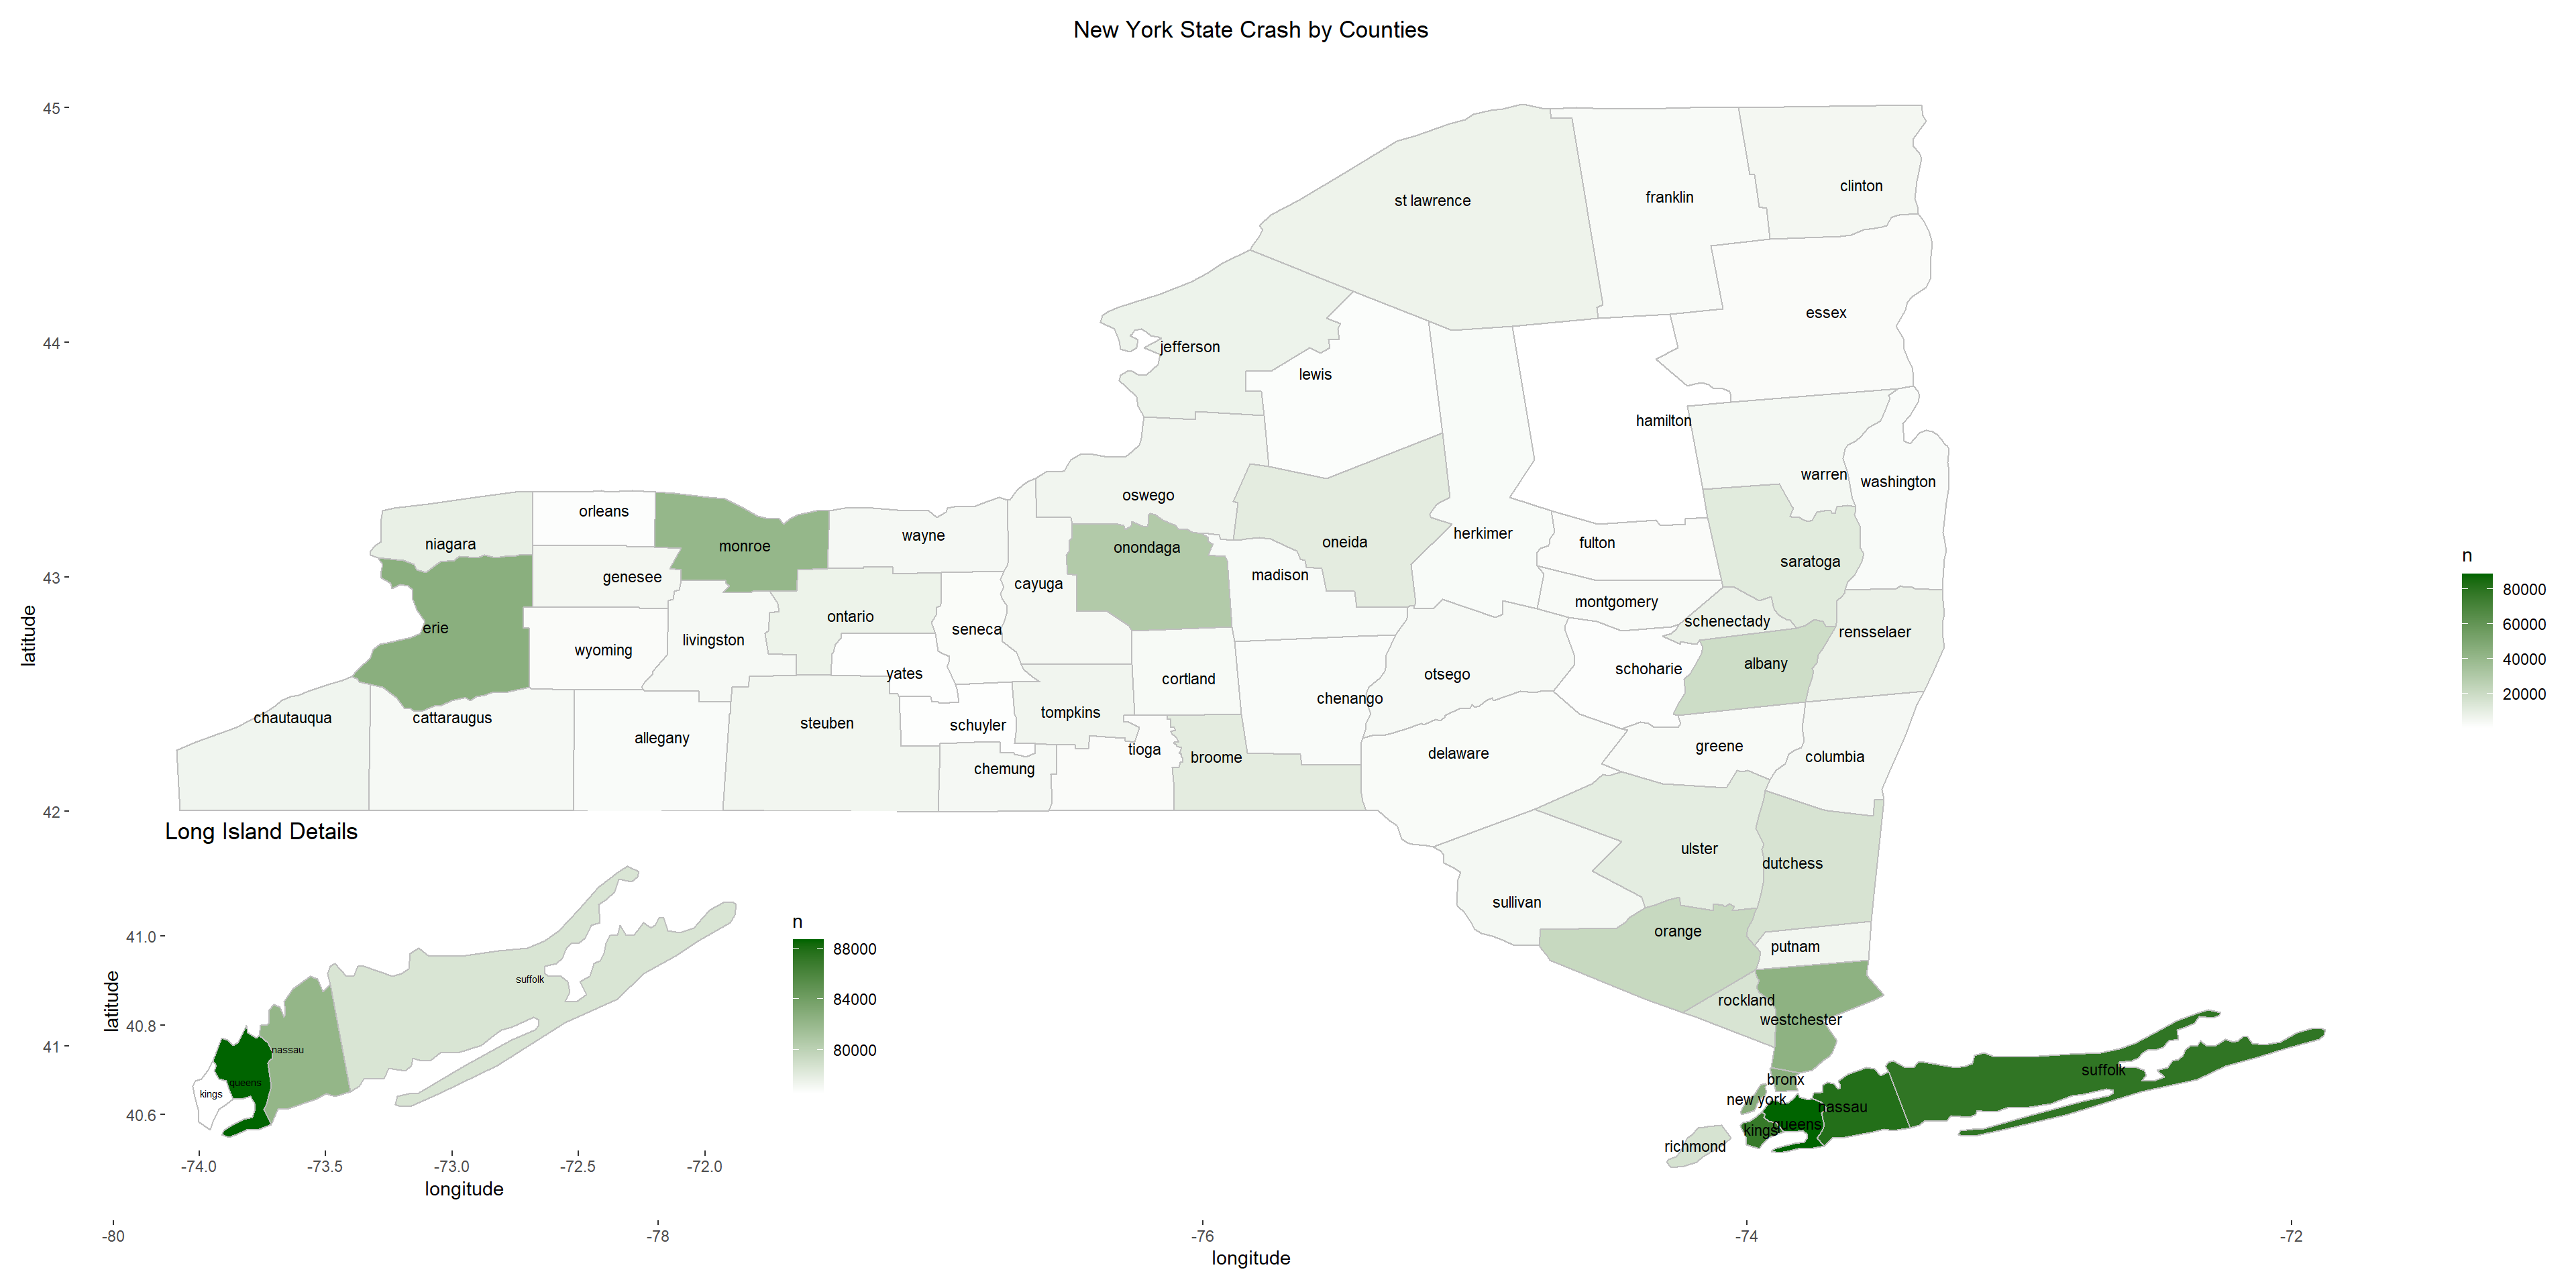 New York State Crash by Counties
45
44
43
42
41
latitude
st lawrence
franklin
clinton
essex
jefferson
lewis
hamilton
warren
washington
oswego
orleans
niagara
monroe
wayne
onondaga
oneida
herkimer
fulton
saratoga
genesee
cayuga
madison
montgomery
ontario
schenectady
rensselaer
erie
livingston
seneca
wyoming
albany
schoharie
yates
cortland
otsego
chenango
chautauqua
cattaraugus
steuben
schuyler
tompkins
allegany
tioga
broome
delaware
greene
columbia
chemung
ulster
dutchess
sullivan
orange
putnam
rockland
westchester
bronx
new york
suffolk
nassau
queens
kings
richmond
n
80000
60000
40000
20000
Long Island Details
41.0
40.8
40.6
latitude
suffolk
nassau
queens
kings
n
88000
84000
80000
-74.0
-73.5
-73.0
-72.5
-72.0
longitude
-80
-78
-76
-74
-72
longitude